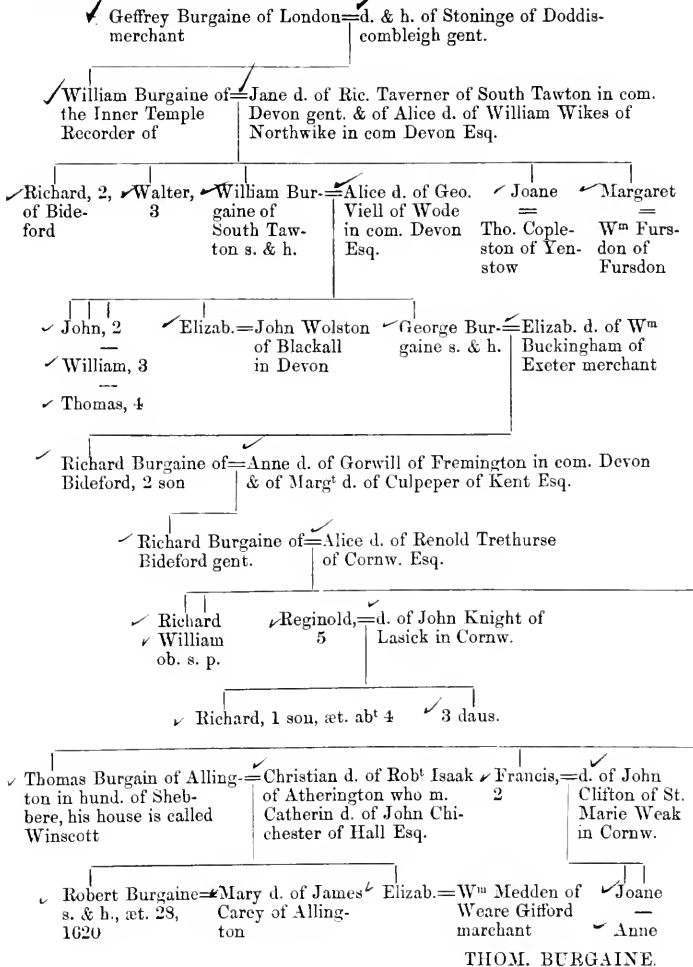 Geffrey Burgaine of London=d. & h. of Stoninge of Doddis-
merchant combleigh gent.
William Burgaine of=Jane d. of Ric. Taverner of South Tawton in com.
the Inner Temple Devon gent. & of Alice d. of William Wikes of
Recorder of Northwike in com Devon Esq.
Richard, 2,
of Bide-
ford
Walter,
3
William Bur-=Alice d. of Geo.
gaine of Viell of Wode
South Taw- in com. Devon
ton s. & h. Esq.
Joane
=
Tho. Cople-
ston of Yen-
stow
Margaret
=
Wᵐ Furs-
don of
Fursdon
John, 2
—
William, 3
—
Thomas, 4
Elizab.=John Wolston
of Blackall
in Devon
George Bur-=Elizab. d. of Wᵐ
gaine s. & h. Buckingham of
Exeter merchant
Richard Burgaine of=Anne d. of Gorwill of Fremington in com. Devon
Bideford, 2 son & of Margᵗ d. of Culpeper of Kent Esq.
Richard Burgaine of=Alice d. of Renold Trethurse
Bideford gent. of Cornw. Esq.
Richard
William
ob. s. p.
Reginold,=d. of John Knight of
5 Lasick in Cornw.
Richard, 1 son, æt. abᵗ 4 3 daus.
Thomas Burgain of Alling-=Christian d. of Robᵗ Isaak
ton in hund. of Sheb- of Atherington who m.
bere, his house is called Catherin d. of John Chi-
Winscott chester of Hall Esq.
Francis,=d. of John
2 Clifton of St.
Marie Weak
in Cornw.
Robert Burgaine=Mary d. of James
s. & h., æt. 28, Carey of Alling-
1620 ton
Elizab.=Wᵐ Medden of
Weare Gifford
marchant
Joane
—
Anne
THOM. BURGAINE.